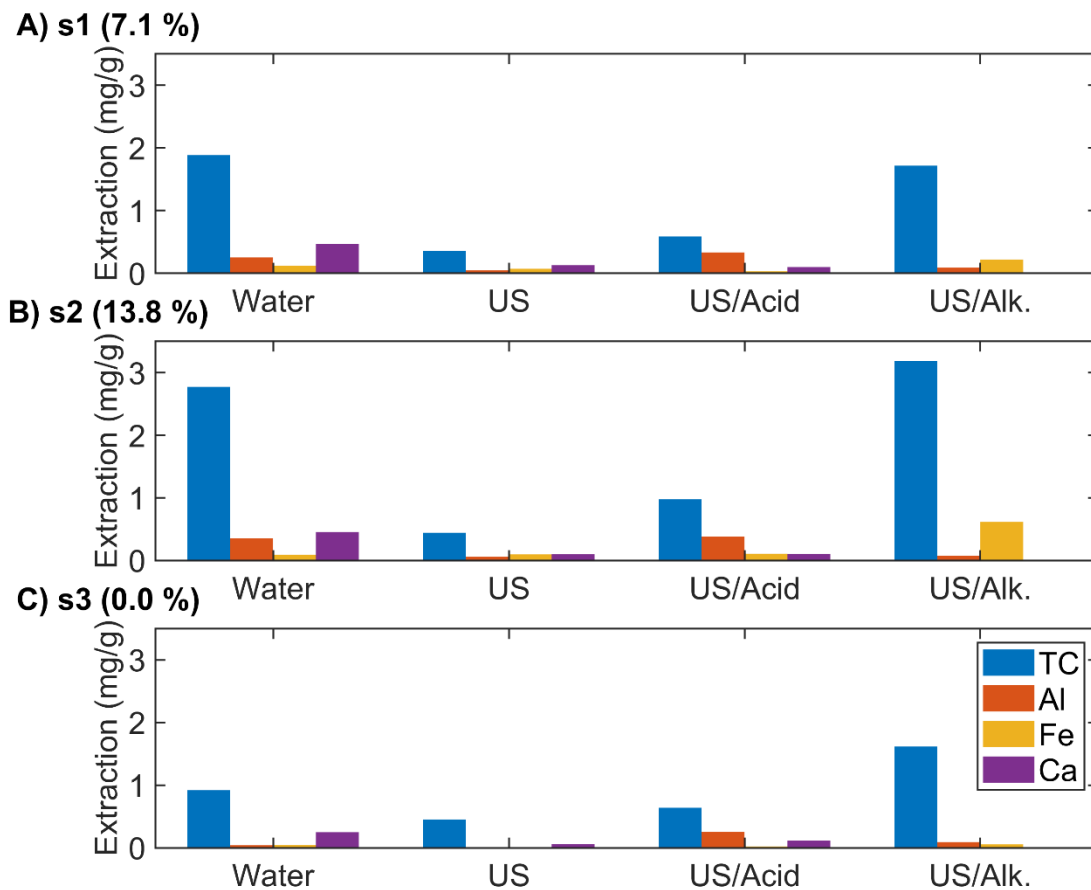 A) s1 (7.1 %)
Extraction (mg/g)
3
2
1
0
Water US US/Acid US/Alk.
B) s2 (13.8 %)
Extraction (mg/g)
3
2
1
0
Water US US/Acid US/Alk.
C) s3 (0.0 %)
Extraction (mg/g)
3
2
1
0
TC
Al
Fe
Ca
Water US US/Acid US/Alk.